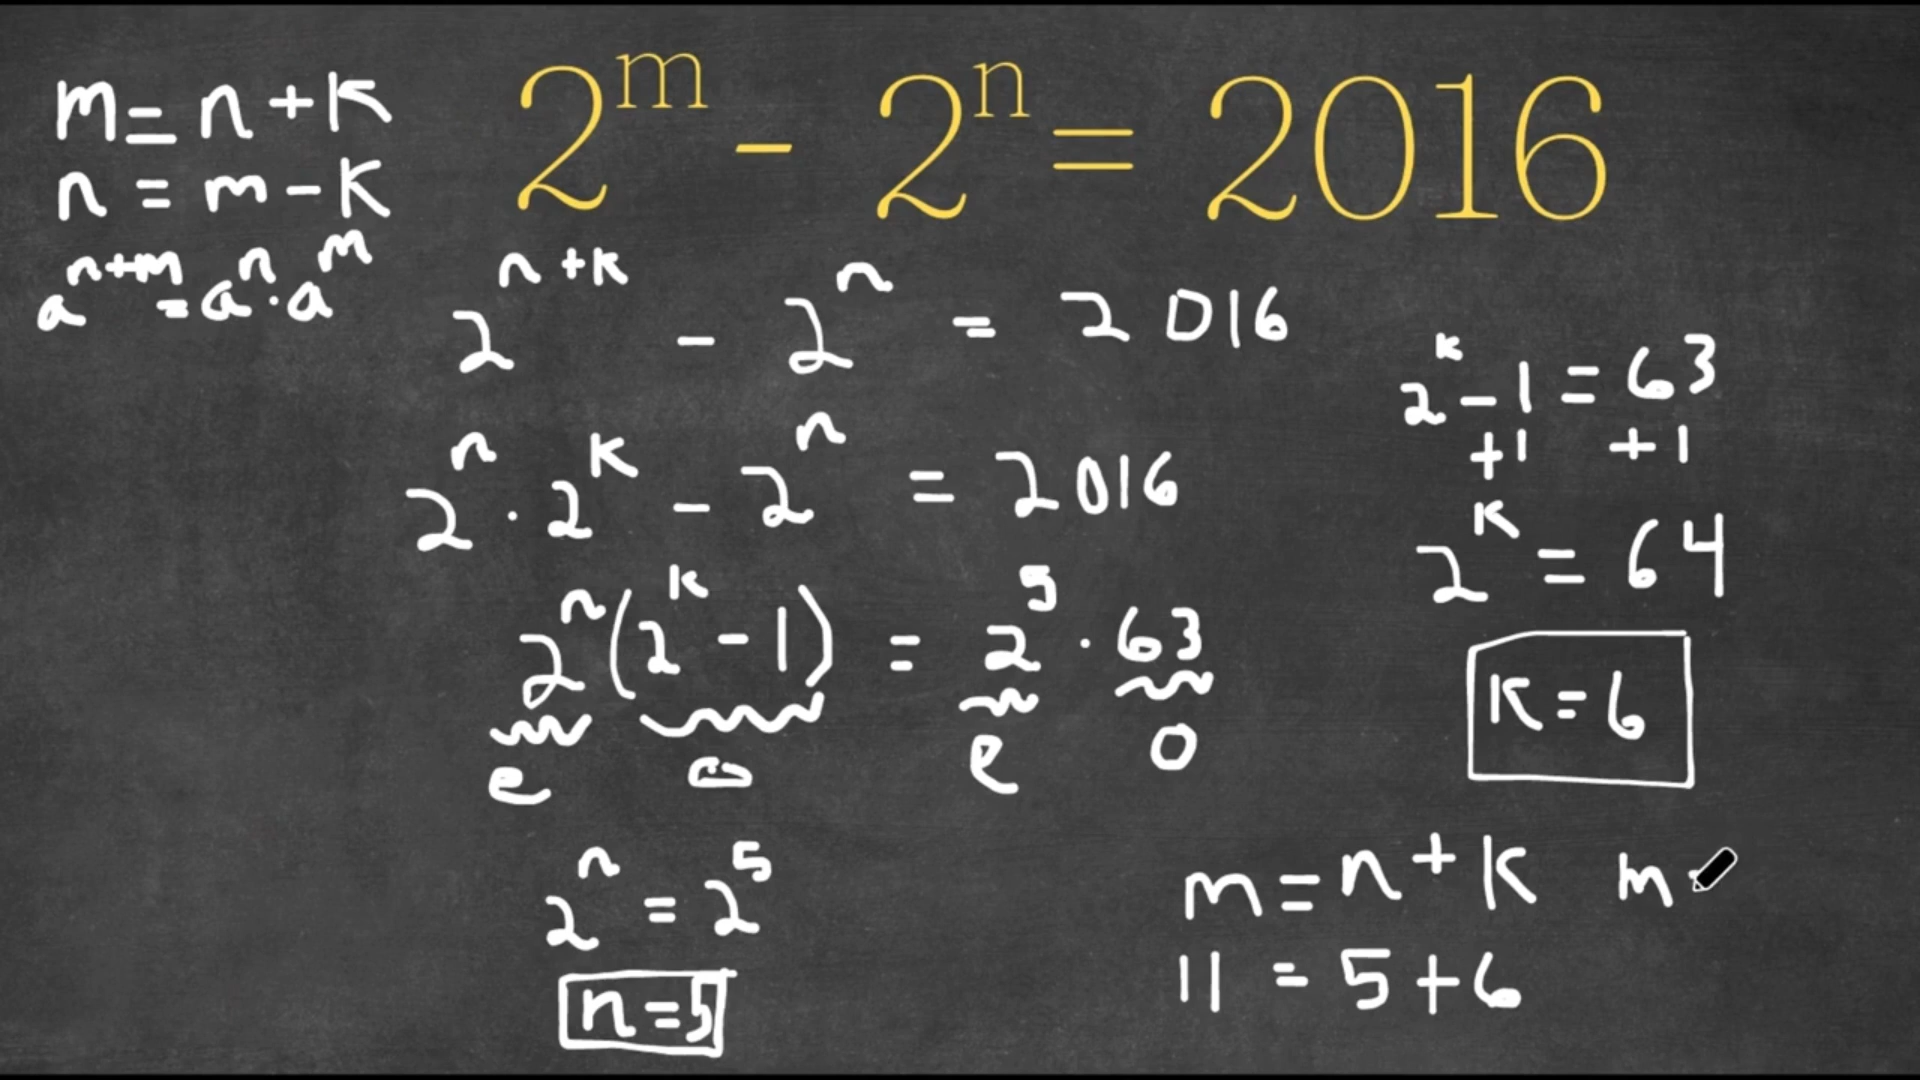 2^m - 2^n = 2016
m = n + k
n = m - k
a^(n+m) = a^n · a^m
2^(n+k) - 2^n = 2016
2^n · 2^k - 2^n = 2016
2^n (2^k - 1) = 2^5 · 63
e o e o
2^n = 2^5
n = 5
2^k - 1 = 63
+1 +1
2^k = 64
k = 6
m = n + k m
11 = 5 + 6